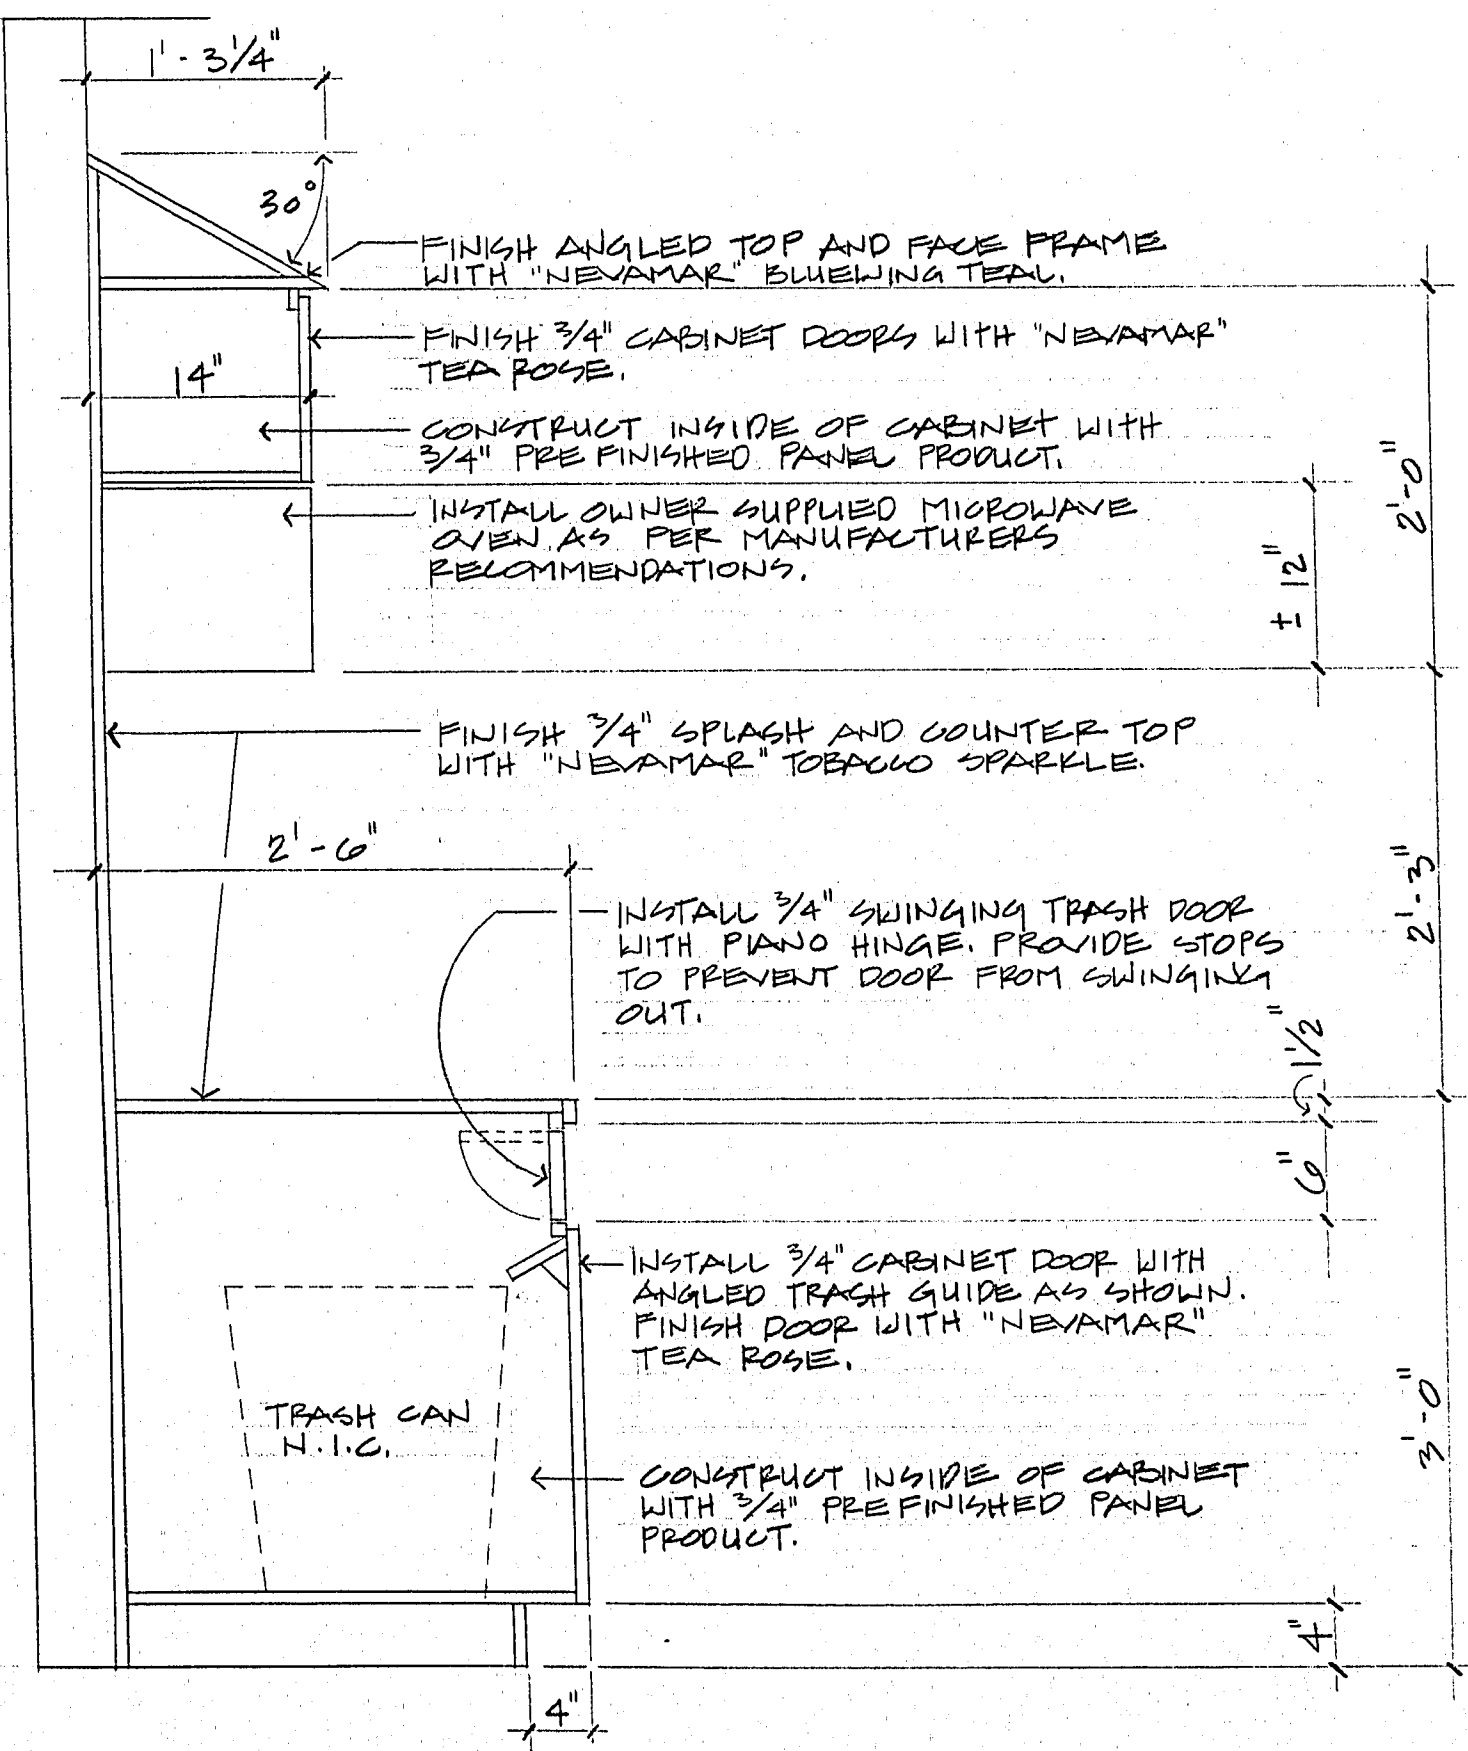 1'-3 1/4"
30°
FINISH ANGLED TOP AND FACE FRAME
WITH "NEVAMAR" BLUEWING TEAL.
FINISH 3/4" CABINET DOORS WITH "NEVAMAR"
TEA ROSE.
14"
CONSTRUCT INSIDE OF CABINET WITH
3/4" PRE FINISHED PANEL PRODUCT.
2'-0"
INSTALL OWNER SUPPLIED MICROWAVE
OVEN AS PER MANUFACTURERS
RECOMMENDATIONS.
± 12"
FINISH 3/4" SPLASH AND COUNTER TOP
WITH "NEVAMAR" TOBACCO SPARKLE.
2'-6"
2'-3"
INSTALL 3/4" SWINGING TRASH DOOR
WITH PIANO HINGE. PROVIDE STOPS
TO PREVENT DOOR FROM SWINGING
OUT.
1 1/2"
6"
INSTALL 3/4" CABINET DOOR WITH
ANGLED TRASH GUIDE AS SHOWN.
FINISH DOOR WITH "NEVAMAR"
TEA ROSE.
TRASH CAN
N.I.C.
3'-0"
CONSTRUCT INSIDE OF CABINET
WITH 3/4" PRE FINISHED PANEL
PRODUCT.
4"
4"